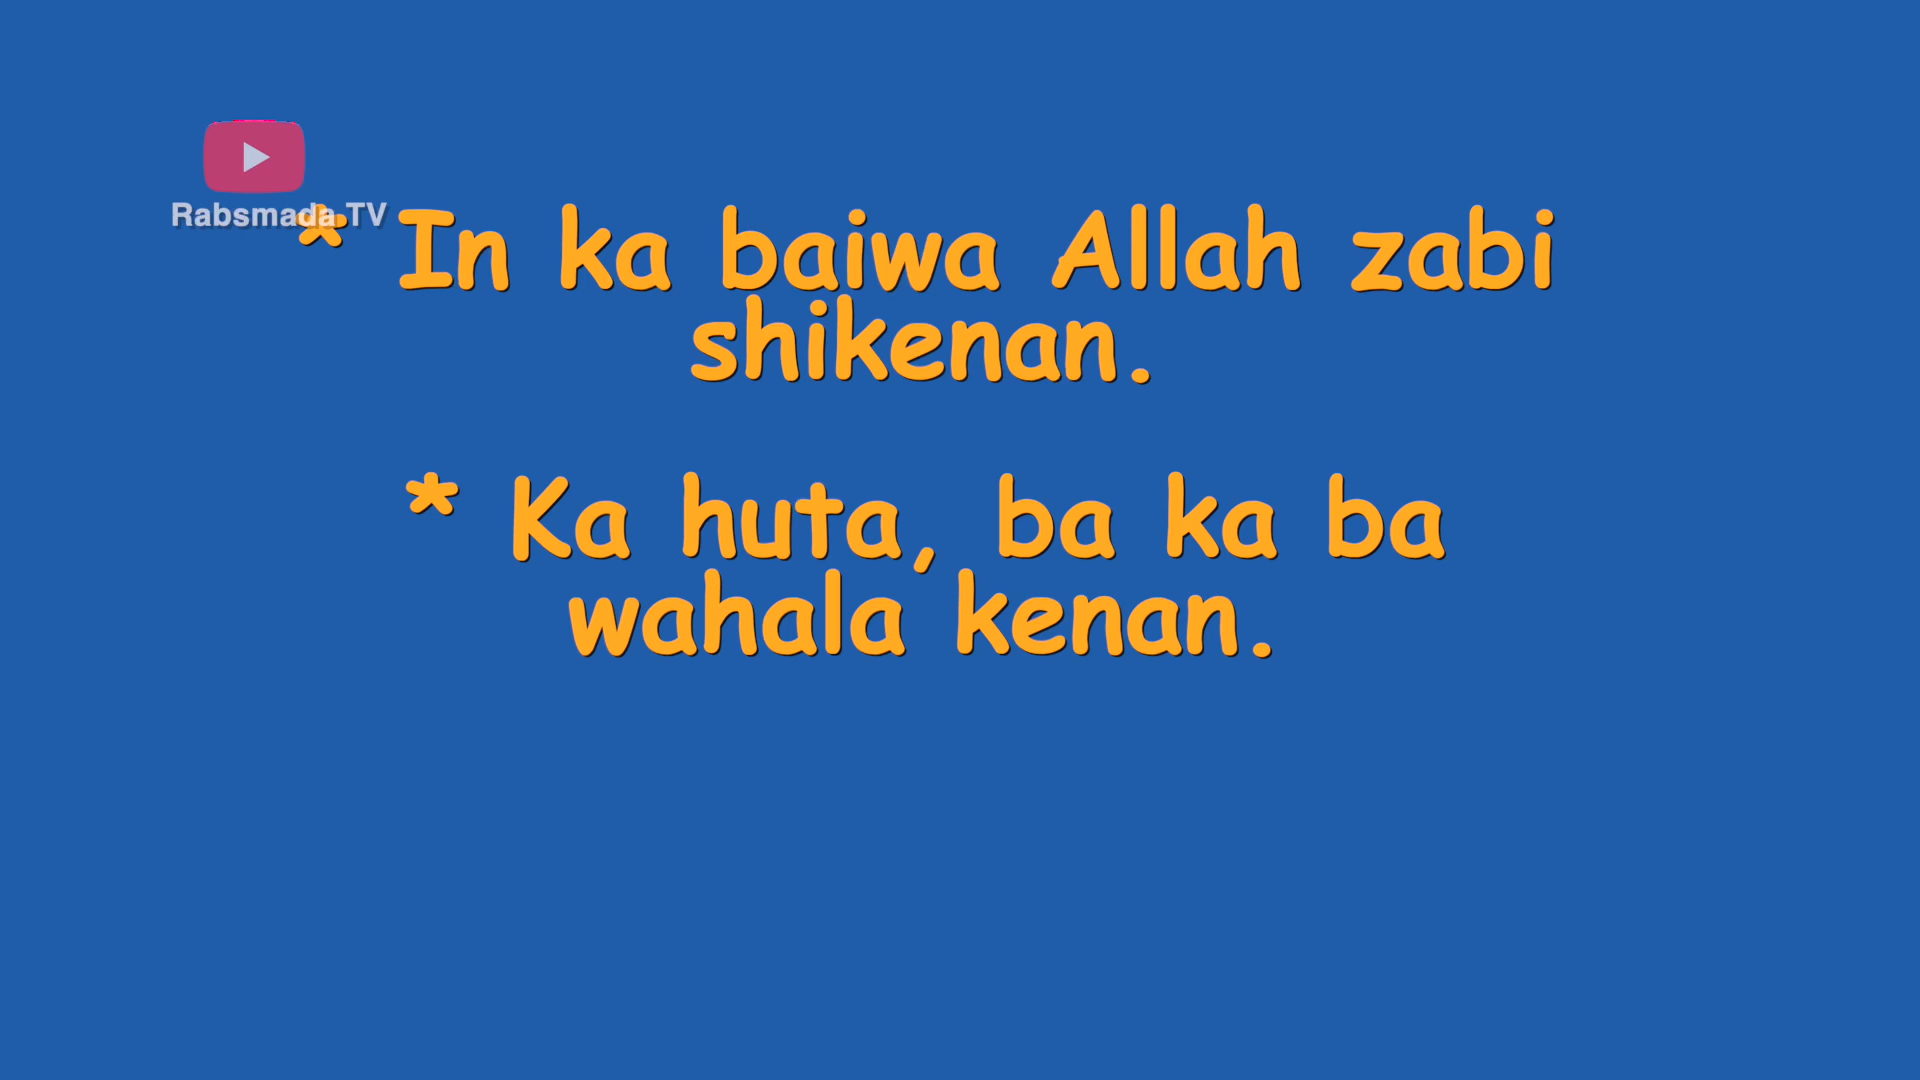 Rabsmada TV
* In ka baiwa Allah zabi
shikenan.
* Ka huta, ba ka ba
wahala kenan.